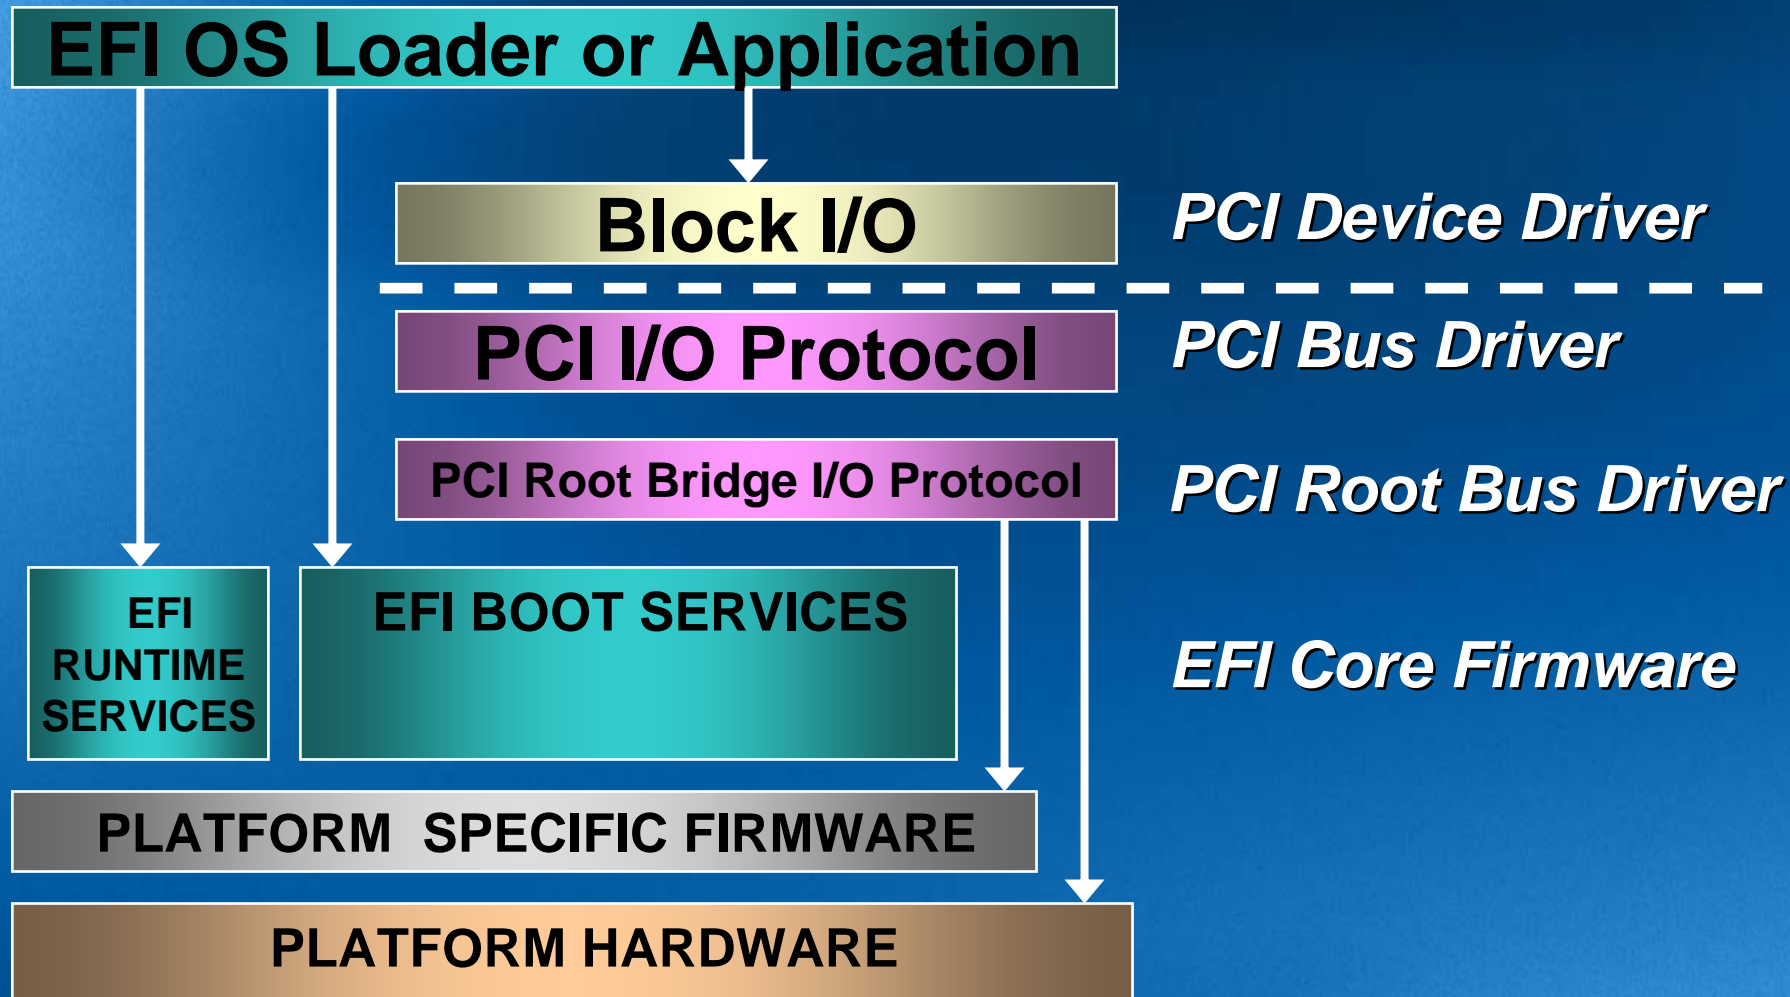 EFI OS Loader or Application
Block I/O
PCI Device Driver
PCI I/O Protocol
PCI Bus Driver
PCI Root Bridge I/O Protocol
PCI Root Bus Driver
EFI
RUNTIME
SERVICES
EFI BOOT SERVICES
EFI Core Firmware
PLATFORM  SPECIFIC FIRMWARE
PLATFORM HARDWARE